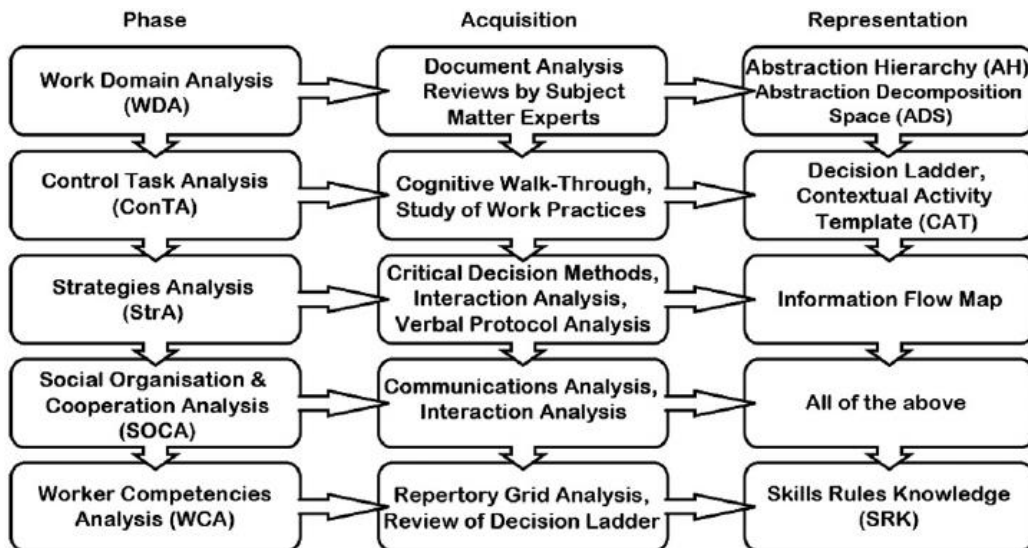 Phase
Acquisition
Representation
Work Domain Analysis
(WDA)
Document Analysis
Reviews by Subject
Matter Experts
Abstraction Hierarchy (AH)
Abstraction Decomposition
Space (ADS)
Control Task Analysis
(ConTA)
Cognitive Walk-Through,
Study of Work Practices
Decision Ladder,
Contextual Activity
Template (CAT)
Strategies Analysis
(StrA)
Critical Decision Methods,
Interaction Analysis,
Verbal Protocol Analysis
Information Flow Map
Social Organisation &
Cooperation Analysis
(SOCA)
Communications Analysis,
Interaction Analysis
All of the above
Worker Competencies
Analysis (WCA)
Repertory Grid Analysis,
Review of Decision Ladder
Skills Rules Knowledge
(SRK)